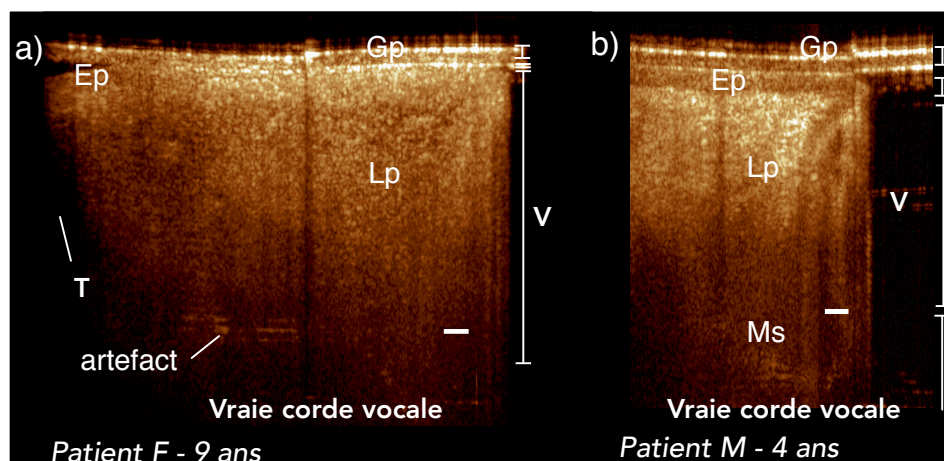 a)
Gp
Ep
Lp
V
T
artefact
Vraie corde vocale
Patient F - 9 ans
b)
Gp
Ep
Lp
V
Ms
Vraie corde vocale
Patient M - 4 ans